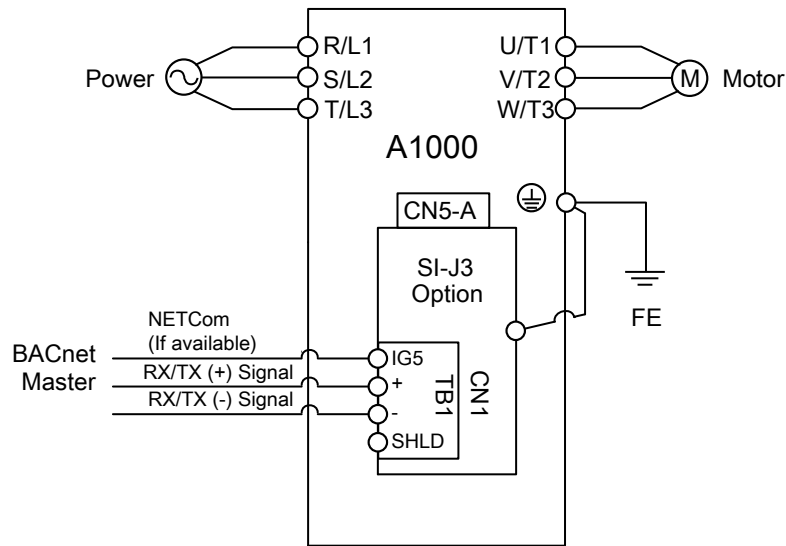 R/L1
U/T1
Power
S/L2
V/T2
M
Motor
T/L3
W/T3
A1000
CN5-A
SI-J3
Option
FE
NETCom
(If available)
BACnet
Master
RX/TX (+) Signal
RX/TX (-) Signal
IG5
+
-
SHLD
TB1
CN1